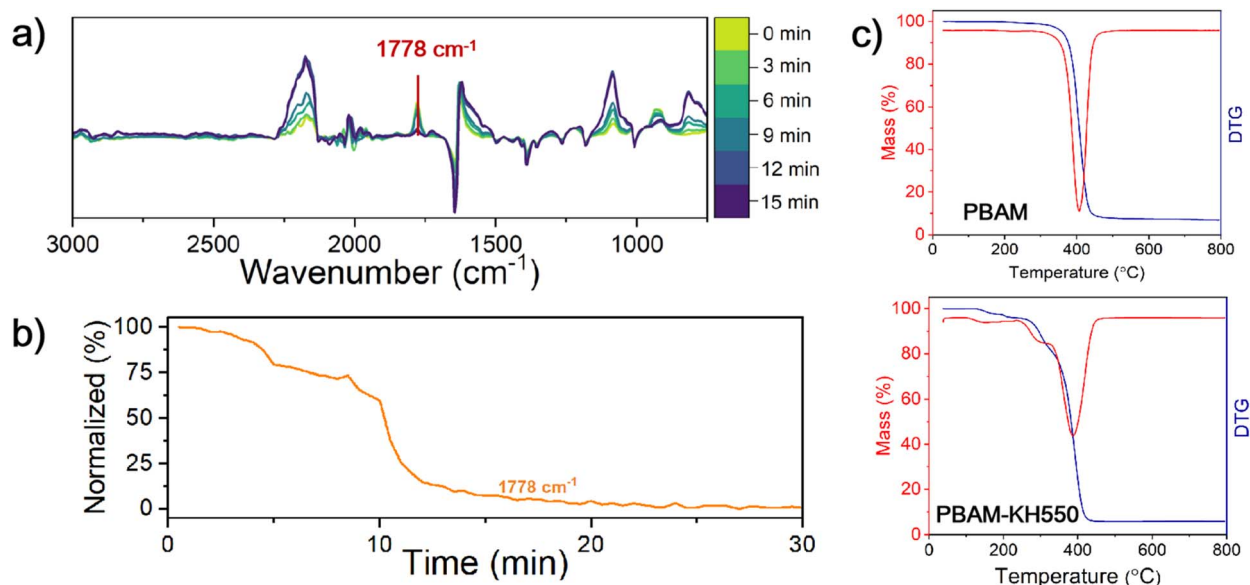 a)
1778 cm⁻¹
0 min
3 min
6 min
9 min
12 min
15 min
3000 2500 2000 1500 1000
Wavenumber (cm⁻¹)
b)
Normalized (%)
100
75
50
25
0
1778 cm⁻¹
0 10 20 30
Time (min)
c)
Mass (%)
100
80
60
40
20
0
PBAM
DTG
0 200 400 600 800
Temperature (°C)
Mass (%)
100
80
60
40
20
0
PBAM-KH550
DTG
0 200 400 600 800
Temperature (°C)